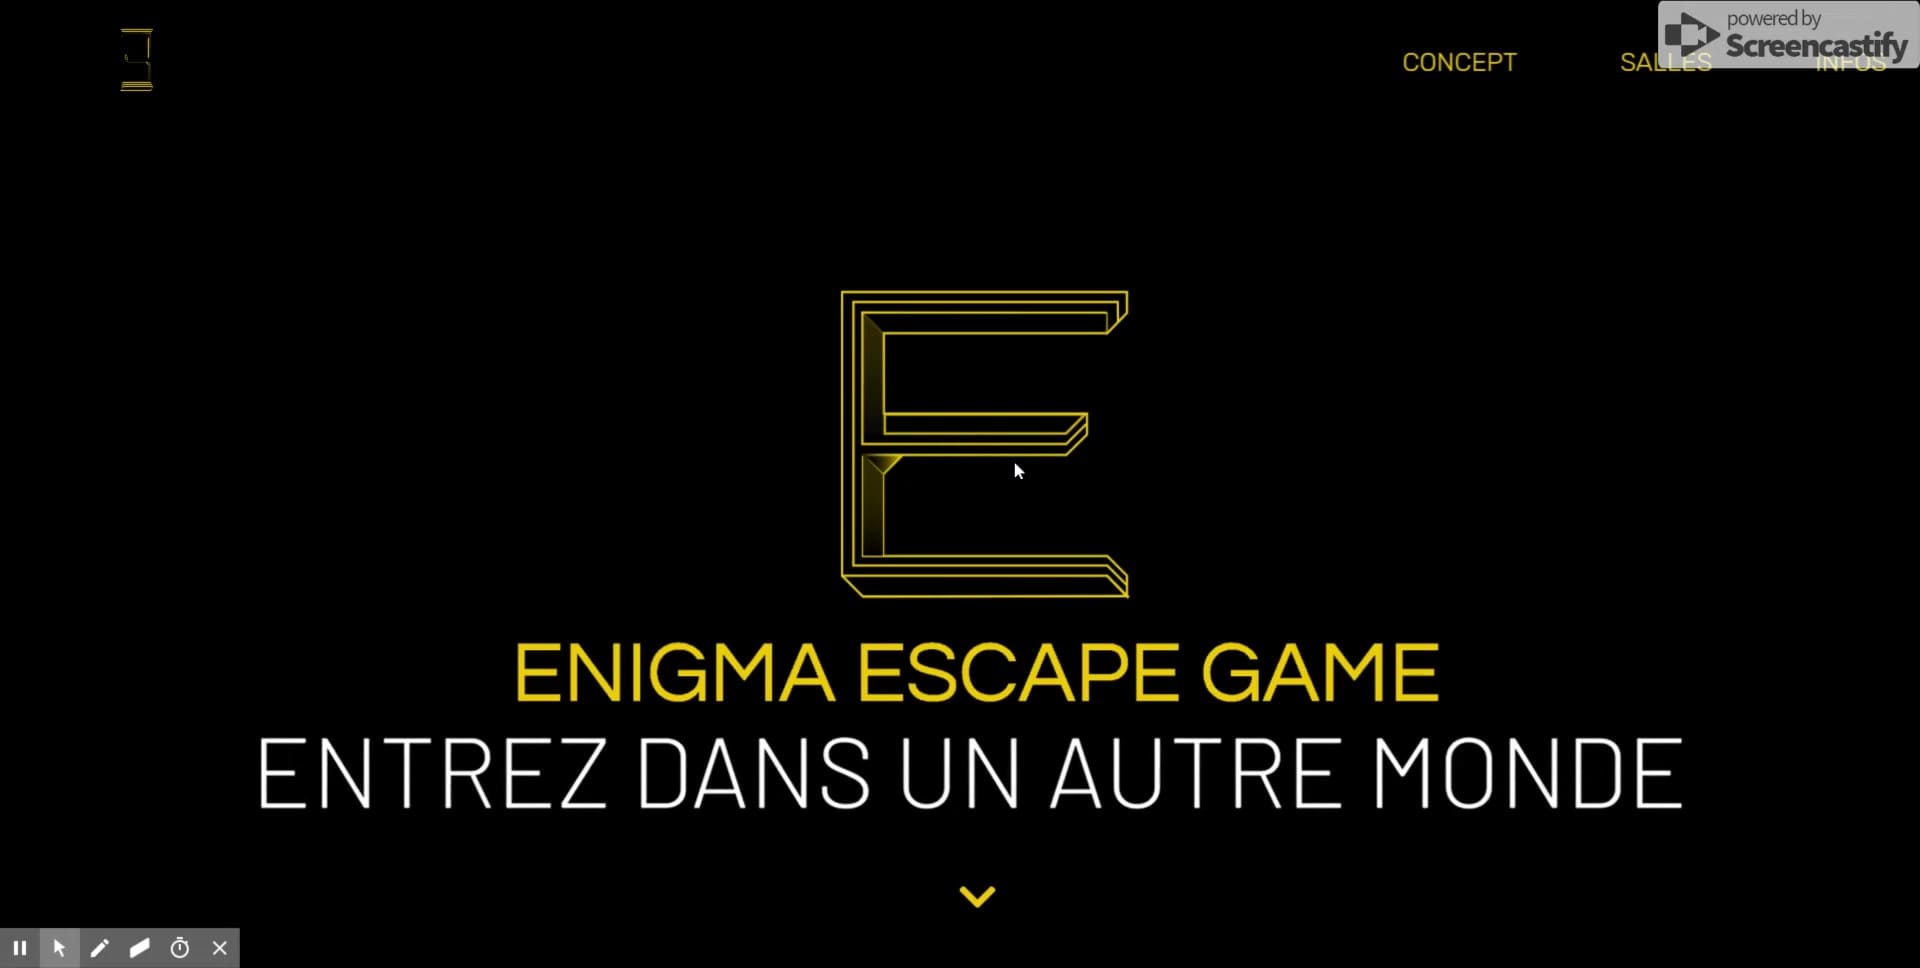 powered by
Screencastify
CONCEPT SALLES INFOS
E
ENIGMA ESCAPE GAME
ENTREZ DANS UN AUTRE MONDE